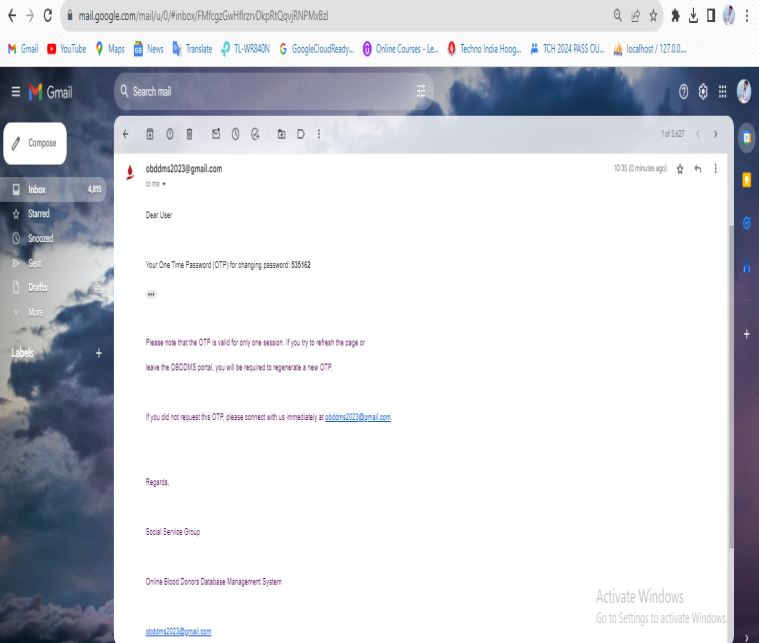 mail.google.com/mail/u/0/#inbox/FMfcgzGwHfIrzrvDkpRtQqvjRNPMxBzl
Gmail YouTube Maps News Translate TL-WR840N GoogleCloudReady... Online Courses - Le... Techno India Hoog... TCH 2024 PASS OU... localhost / 127.0.0....
Gmail
Search mail
Compose
1 of 5,627
Inbox 4,815
Starred
Snoozed
Sent
Drafts
More
Labels +
obddms2023@gmail.com
10:35 (0 minutes ago)
to me
Dear User
Your One Time Password (OTP) for changing password: 535162
Please note that the OTP is valid for only one session. If you try to refresh the page or
leave the OBDDMS portal, you will be required to regenerate a new OTP.
If you did not request this OTP, please connect with us immediately at obddms2023@gmail.com.
Regards,
Social Service Group
Online Blood Donors Database Management System
obddms2023@gmail.com
Activate Windows
Go to Settings to activate Windows.